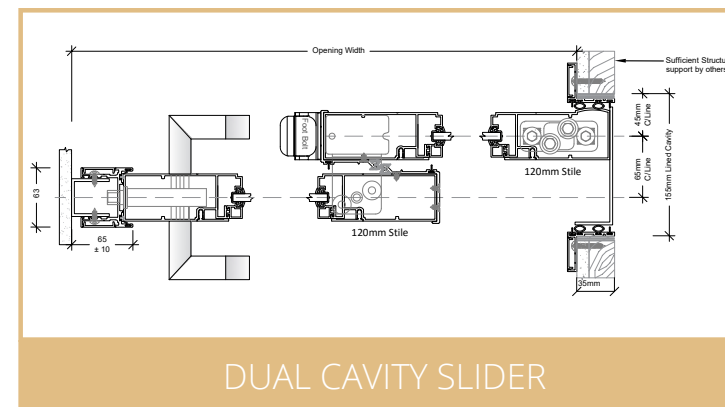 Opening Width
Sufficient Structu
support by others
45mm
C/Line
Foot Bolt
120mm Stile
65mm
C/Line
155mm Lined Cavity
63
65
± 10
120mm Stile
35mm
DUAL CAVITY SLIDER